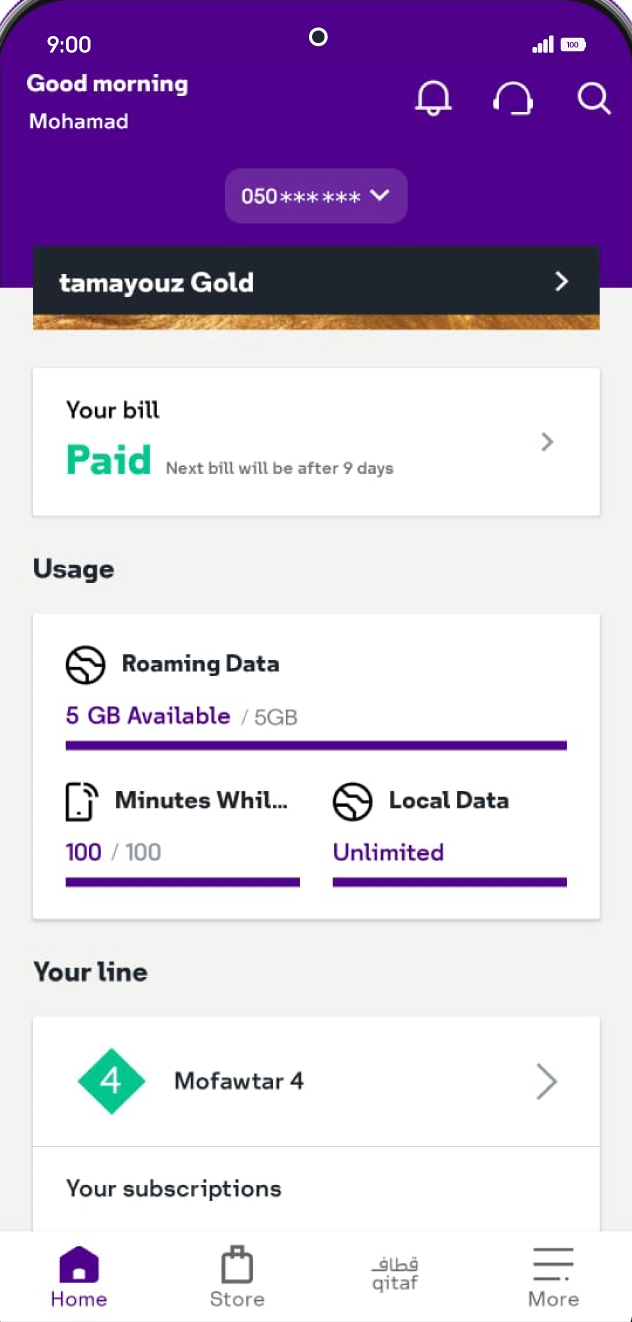 9:00
100
Good morning
Mohamad
050******
tamayouz Gold
Your bill
Paid Next bill will be after 9 days
Usage
Roaming Data
5 GB Available / 5GB
Minutes Whil... Local Data
100 / 100 Unlimited
Your line
4 Mofawtar 4
Your subscriptions
قطاف
qitaf
Home Store More